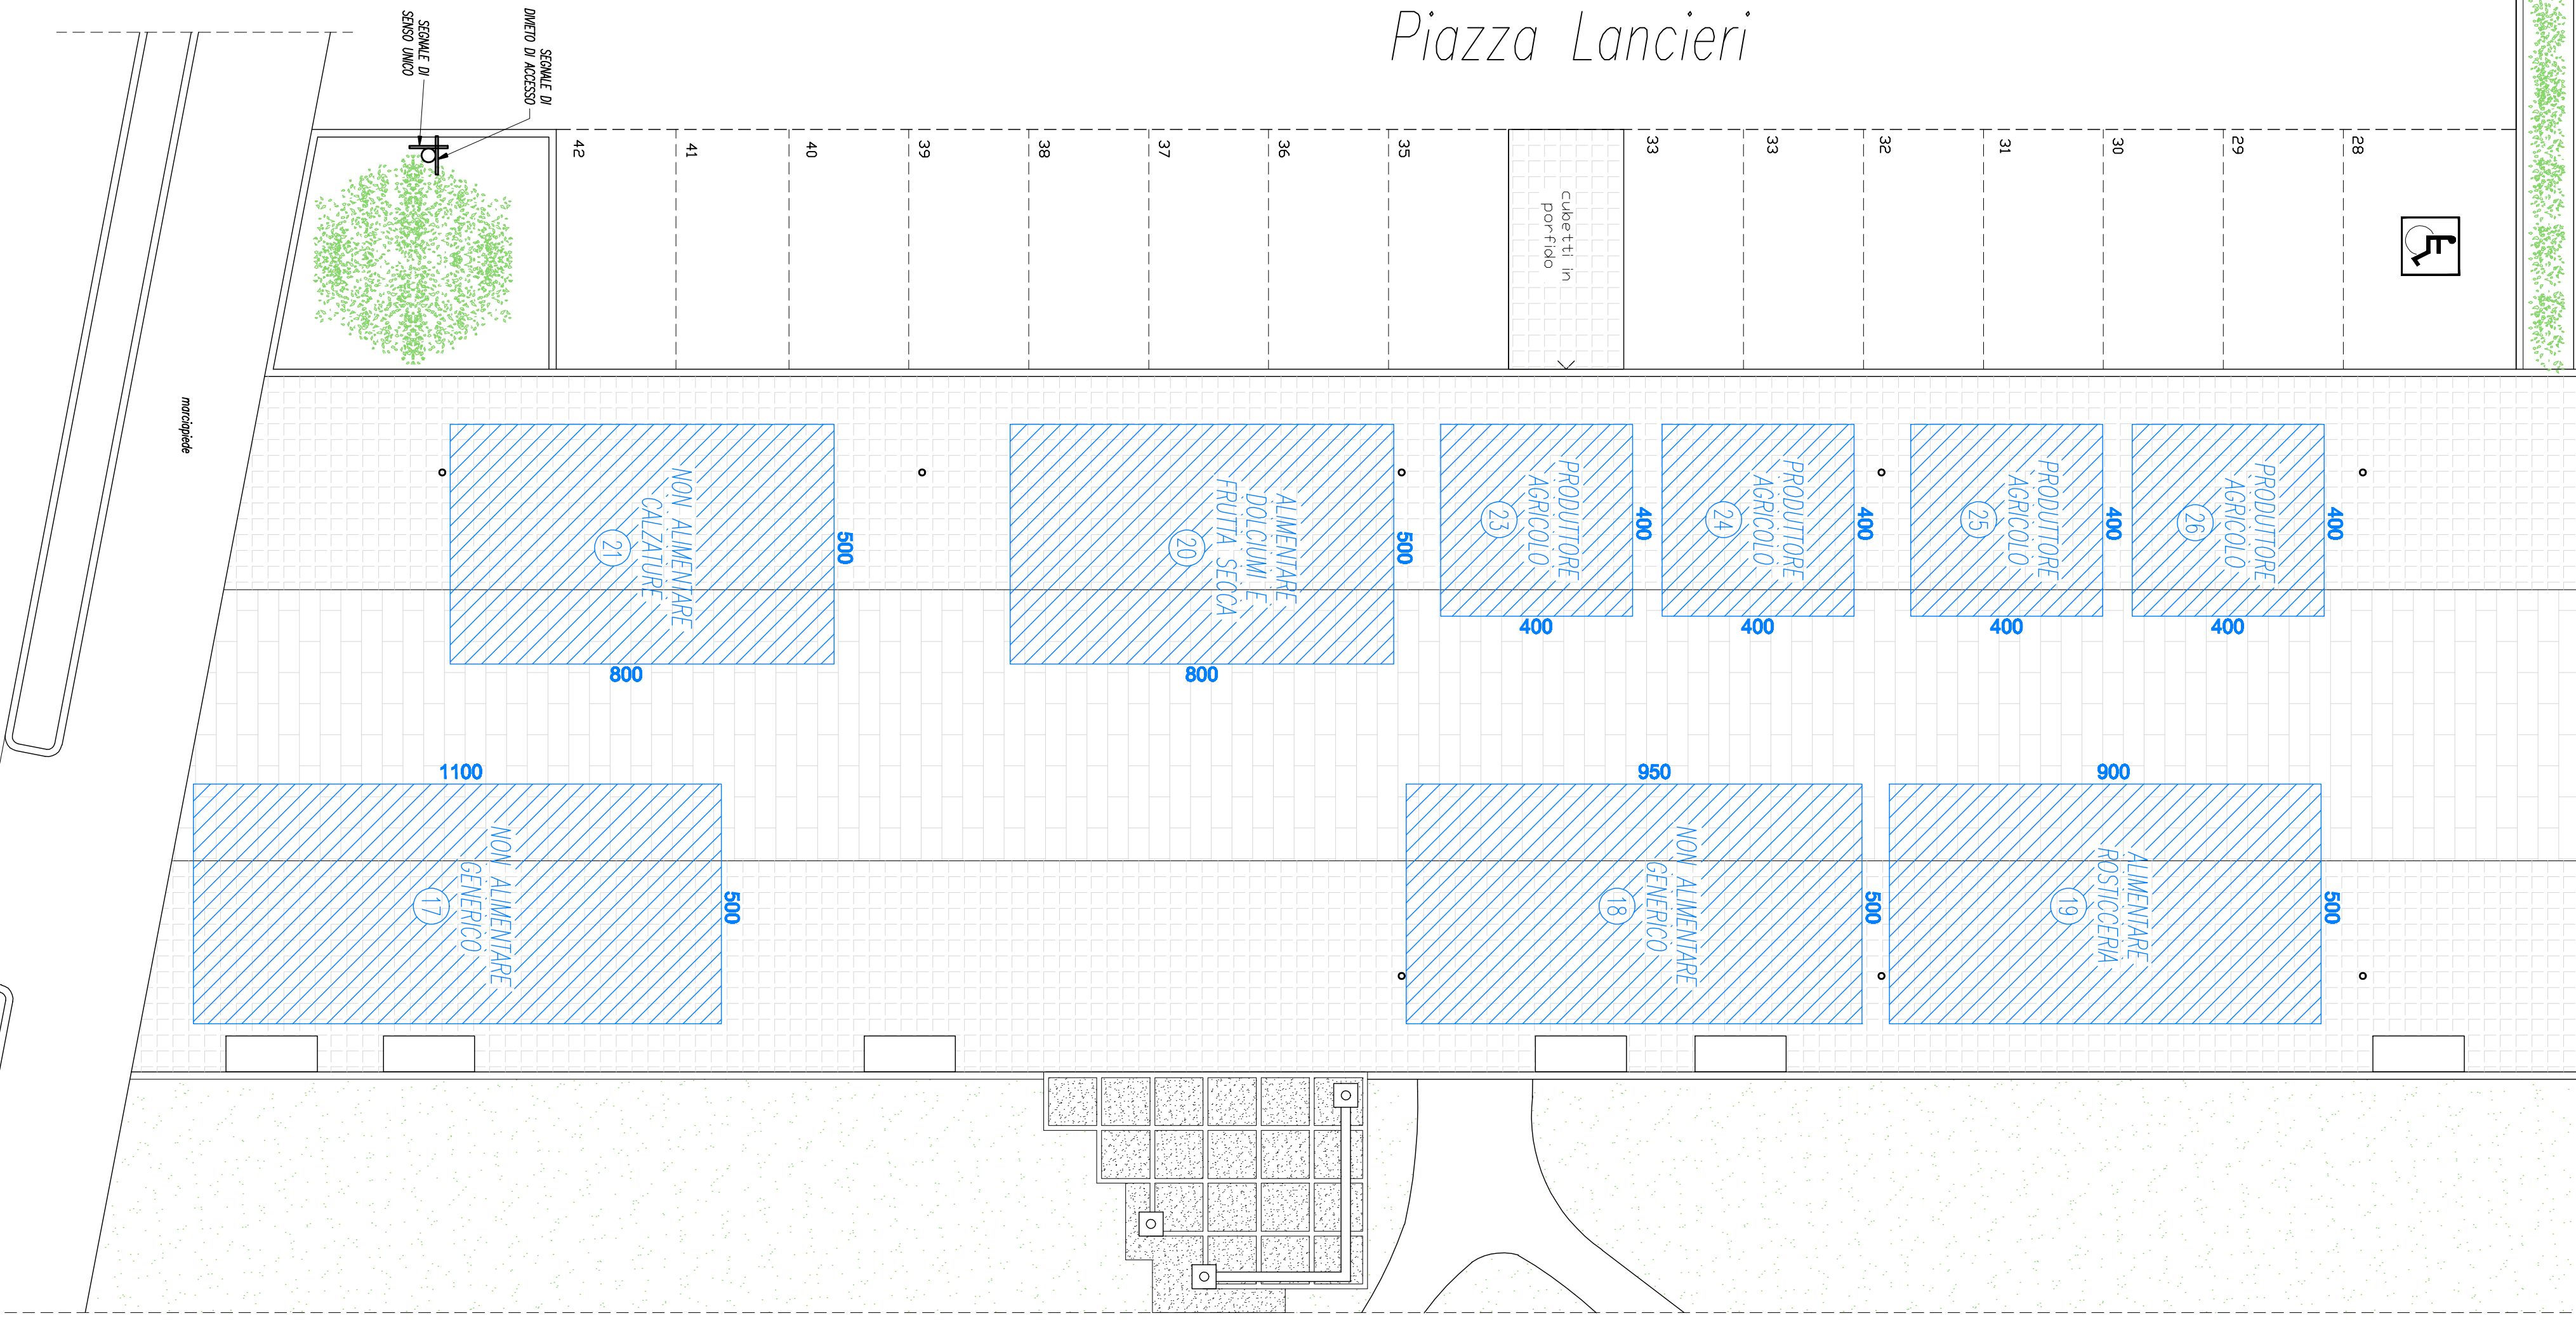 Piazza Lancieri
SEGNALE DI
DIVIETO DI ACCESSO
SEGNALE DI
SENSO UNICO
42
41
40
39
38
37
36
35
33
33
32
31
30
29
28
cubetti in
porfido
marciapiede
NON ALIMENTARE
CALZATURE
21
500
800
ALIMENTARE
DOLCIUMI E
FRUTTA SECCA
20
500
800
PRODUTTORE
AGRICOLO
23
400
400
PRODUTTORE
AGRICOLO
24
400
400
PRODUTTORE
AGRICOLO
25
400
400
PRODUTTORE
AGRICOLO
26
400
400
1100
NON ALIMENTARE
GENERICO
17
500
950
NON ALIMENTARE
GENERICO
18
500
900
ALIMENTARE
ROSTICCERIA
19
500